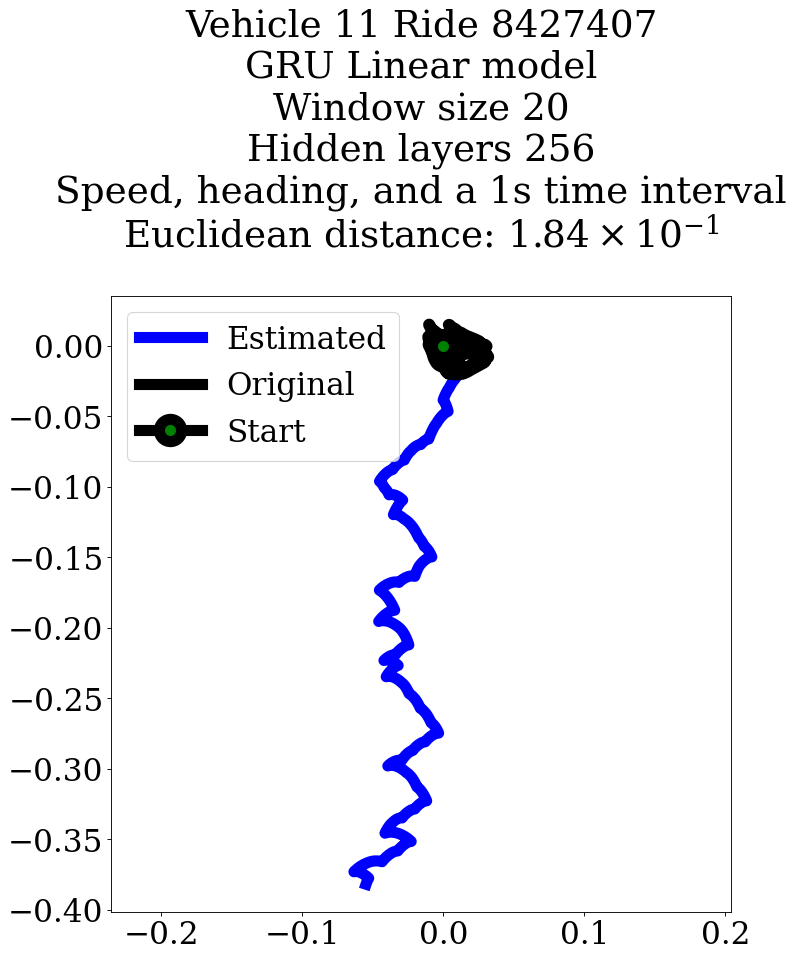 Vehicle 11 Ride 8427407
GRU Linear model
Window size 20
Hidden layers 256
Speed, heading, and a 1s time interval
Euclidean distance: 1.84 × 10⁻¹
Estimated
Original
Start
0.00
−0.05
−0.10
−0.15
−0.20
−0.25
−0.30
−0.35
−0.40
−0.2 −0.1 0.0 0.1 0.2